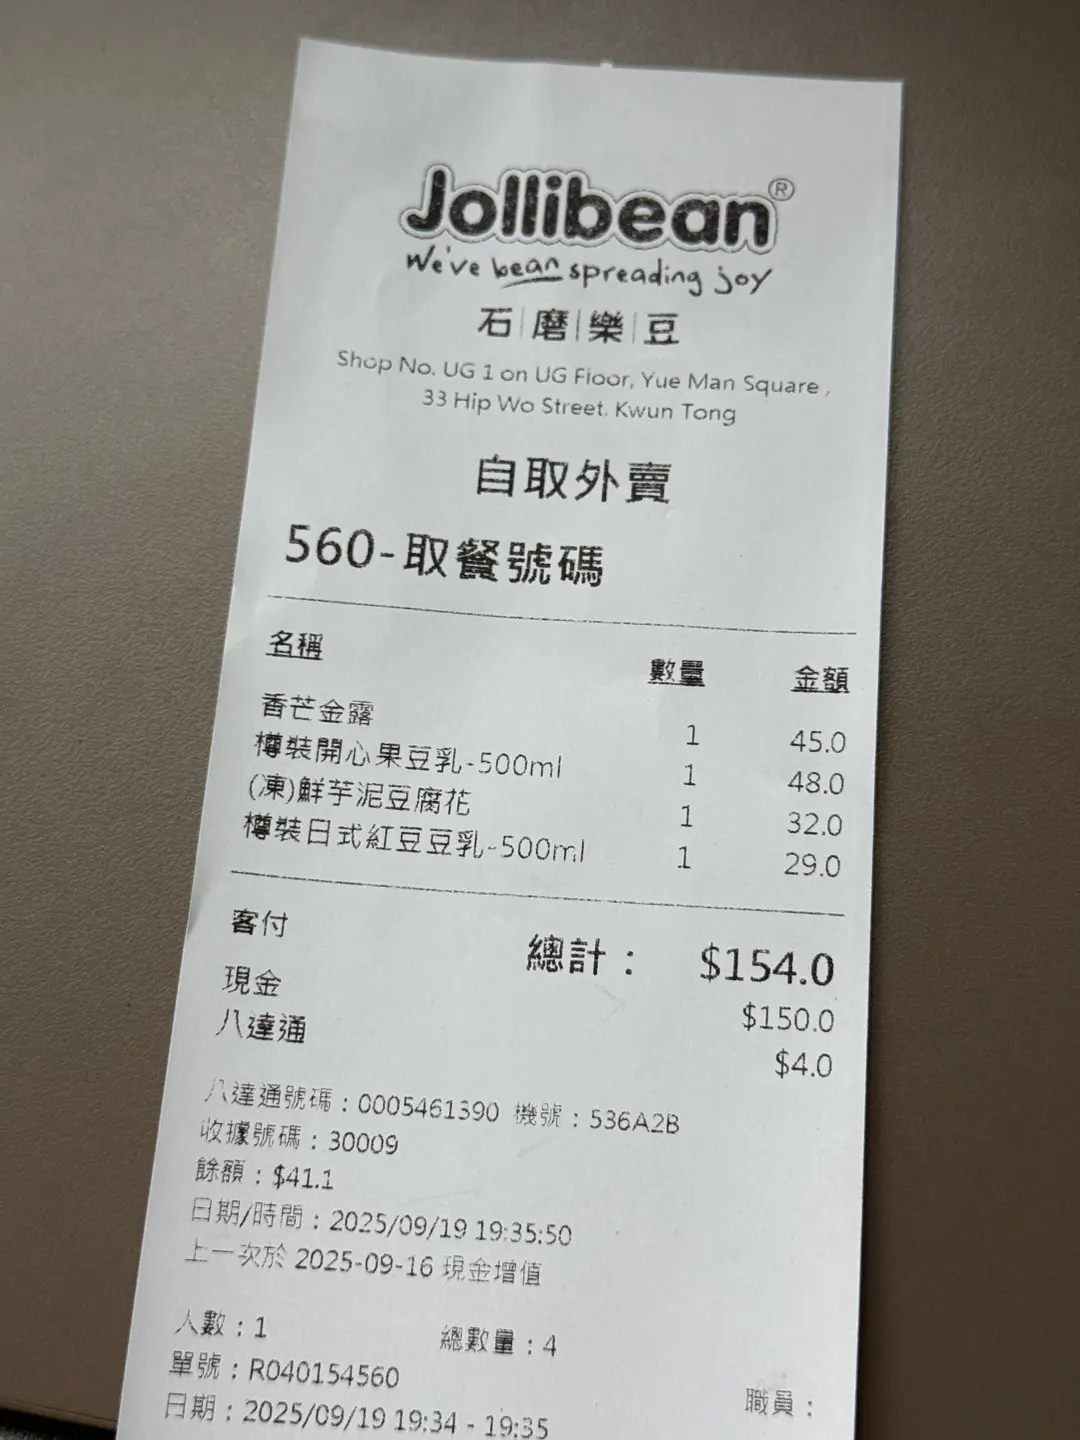 Jollibean®
We've bean spreading joy
石|磨|樂|豆
Shop No. UG 1 on UG Floor, Yue Man Square ,
33 Hip Wo Street. Kwun Tong
自取外賣
560-取餐號碼
名稱 數量 金額
香芒金露 1 45.0
樽裝開心果豆乳-500ml 1 48.0
(凍)鮮芋泥豆腐花 1 32.0
樽裝日式紅豆豆乳-500ml 1 29.0
客付 總計： $154.0
現金 $150.0
八達通 $4.0
八達通號碼：0005461390 機號：536A2B
收據號碼：30009
餘額：$41.1
日期/時間：2025/09/19 19:35:50
上一次於 2025-09-16 現金增值
人數：1 總數量：4
單號：R040154560
日期：2025/09/19 19:34 - 19:35 職員：